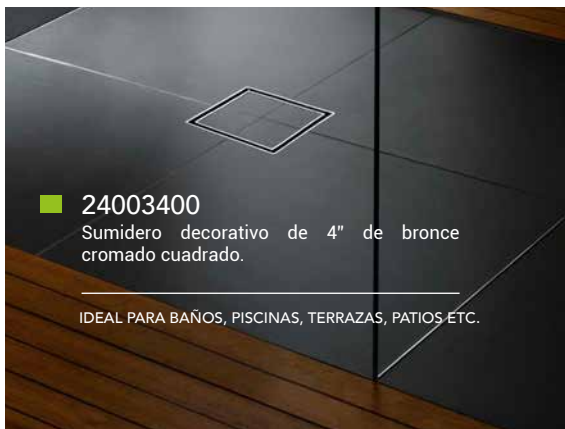 24003400
Sumidero decorativo de 4" de bronce
cromado cuadrado.
IDEAL PARA BAÑOS, PISCINAS, TERRAZAS, PATIOS ETC.